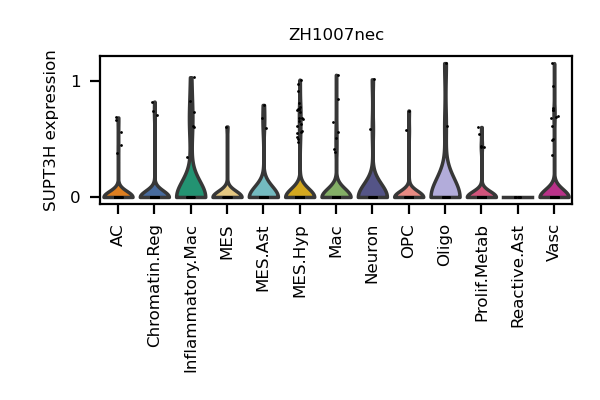 ZH1007nec
SUPT3H expression
1
0
AC
Chromatin.Reg
Inflammatory.Mac
MES
MES.Ast
MES.Hyp
Mac
Neuron
OPC
Oligo
Prolif.Metab
Reactive.Ast
Vasc